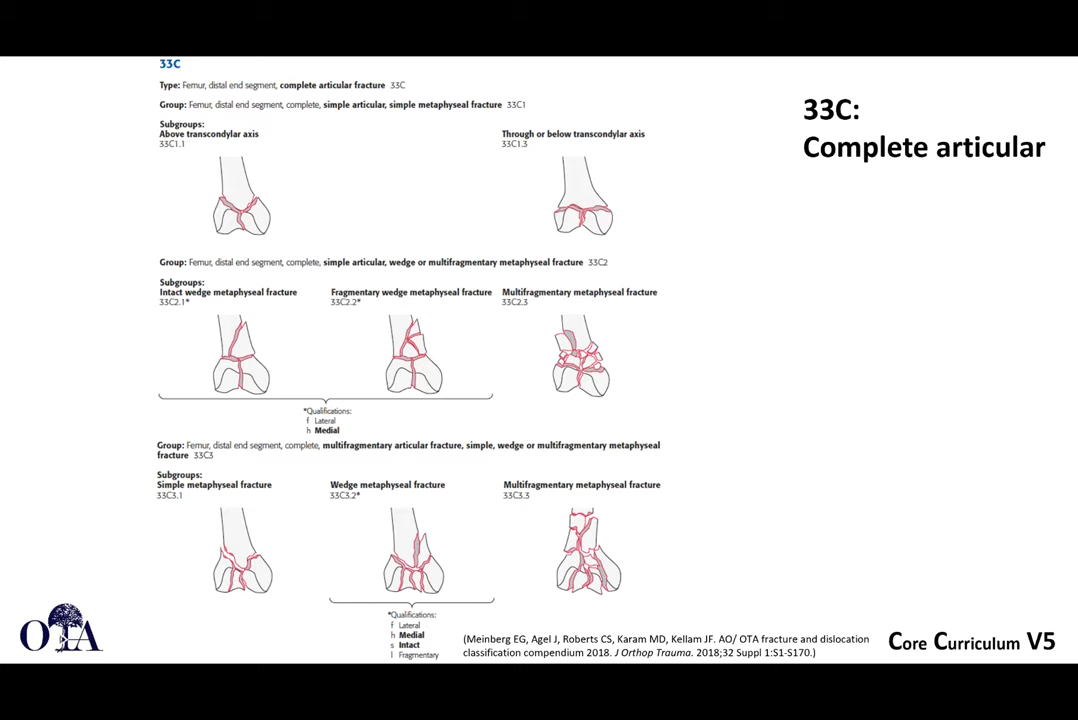 33C
Type: Femur, distal end segment, complete articular fracture 33C
Group: Femur, distal end segment, complete, simple articular, simple metaphyseal fracture 33C1
Subgroups:
Above transcondylar axis
33C1.1
Through or below transcondylar axis
33C1.3
Group: Femur, distal end segment, complete, simple articular, wedge or multifragmentary metaphyseal fracture 33C2
Subgroups:
Intact wedge metaphyseal fracture
33C2.1*
Fragmentary wedge metaphyseal fracture
33C2.2*
Multifragmentary metaphyseal fracture
33C2.3
*Qualifications:
f Lateral
h Medial
Group: Femur, distal end segment, complete, multifragmentary articular fracture, simple, wedge or multifragmentary metaphyseal
fracture 33C3
Subgroups:
Simple metaphyseal fracture
33C3.1
Wedge metaphyseal fracture
33C3.2*
Multifragmentary metaphyseal fracture
33C3.3
*Qualifications:
f Lateral
h Medial
s Intact
l Fragmentary
33C:
Complete articular
OTA
(Meinberg EG, Agel J, Roberts CS, Karam MD, Kellam JF. AO/ OTA fracture and dislocation
classification compendium 2018. J Orthop Trauma. 2018;32 Suppl 1:S1-S170.)
Core Curriculum V5